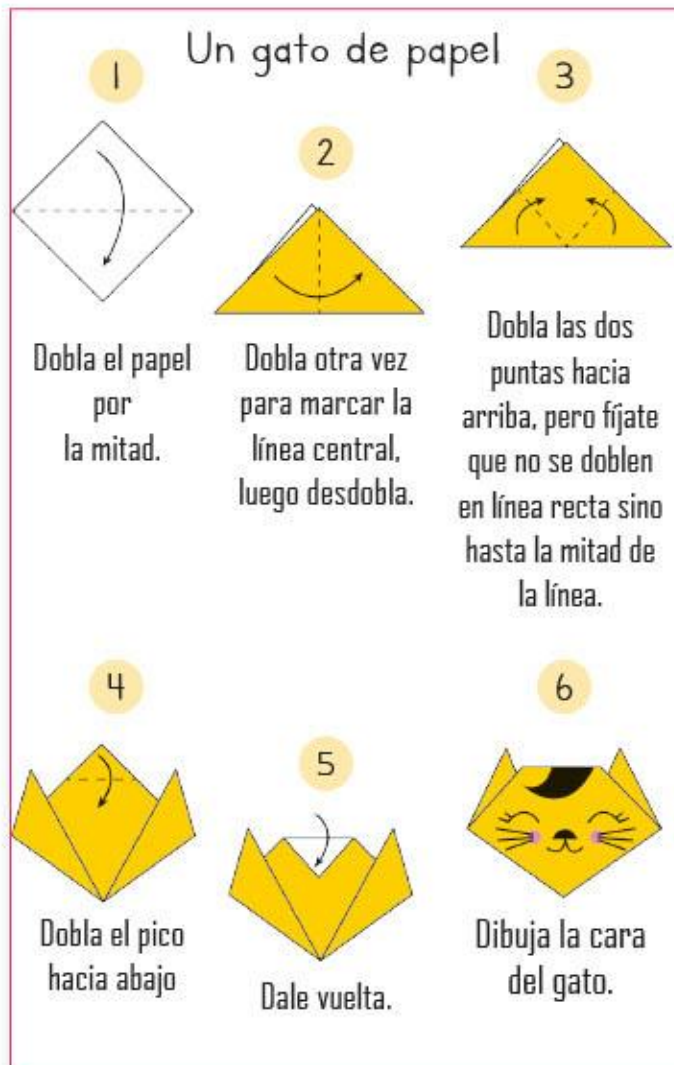 Un gato de papel
1
Dobla el papel
por
la mitad.
2
Dobla otra vez
para marcar la
línea central,
luego desdobla.
3
Dobla las dos
puntas hacia
arriba, pero fíjate
que no se doblen
en línea recta sino
hasta la mitad de
la línea.
4
Dobla el pico
hacia abajo
5
Dale vuelta.
6
Dibuja la cara
del gato.